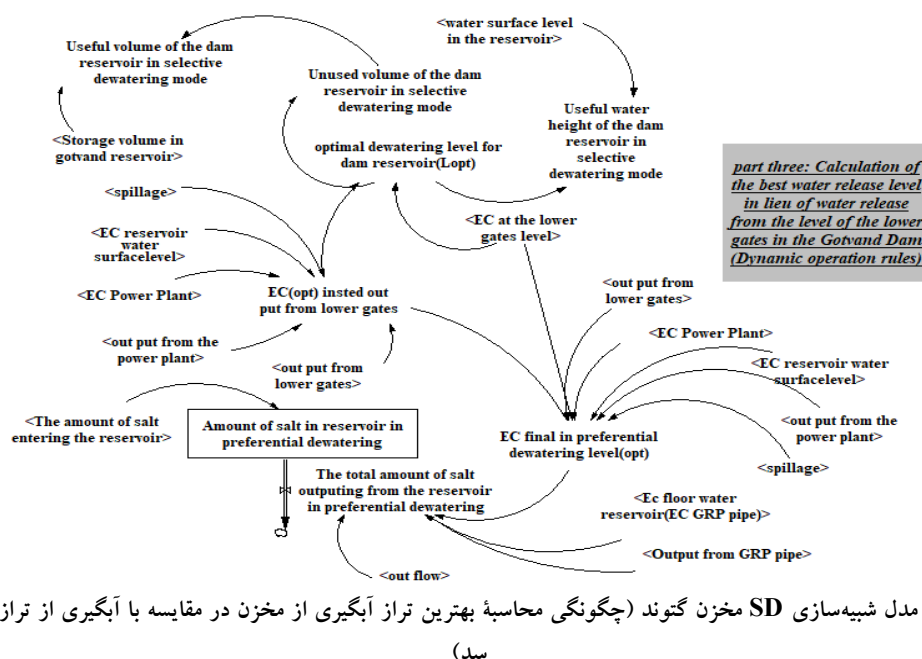 <water surface level
in the reservoir>
Useful volume of the dam
reservoir in selective
dewatering mode
Unused volume of the dam
reservoir in selective
dewatering mode
Useful water
height of the dam
reservoir in
selective
dewatering mode
<Storage volume in
gotvand reservoir>
optimal dewatering level for
dam reservoir(Lopt)
part three: Calculation of
the best water release level
in lieu of water release
from the level of the lower
gates in the Gotvand Dam
(Dynamic operation rules)
<spillage>
<EC reservoir
water
surfacelevel>
<EC at the lower
gates level>
<EC Power Plant>
EC(opt) insted out
put from lower gates
<out put from
lower gates>
<EC Power Plant>
<out put from the
power plant>
<out put from
lower gates>
<EC reservoir water
surfacelevel>
<The amount of salt
entering the reservoir>
Amount of salt in reservoir in
preferential dewatering
EC final in preferential
dewatering level(opt)
<out put from the
power plant>
<spillage>
The total amount of salt
outputing from the reservoir
in preferential dewatering
<Ec floor water
reservoir(EC GRP pipe)>
<Output from GRP pipe>
<out flow>
مدل شبیه‌سازی SD مخزن گتوند (چگونگی محاسبۀ بهترین تراز آبگیری از مخزن در مقایسه با آبگیری از تراز
سد)